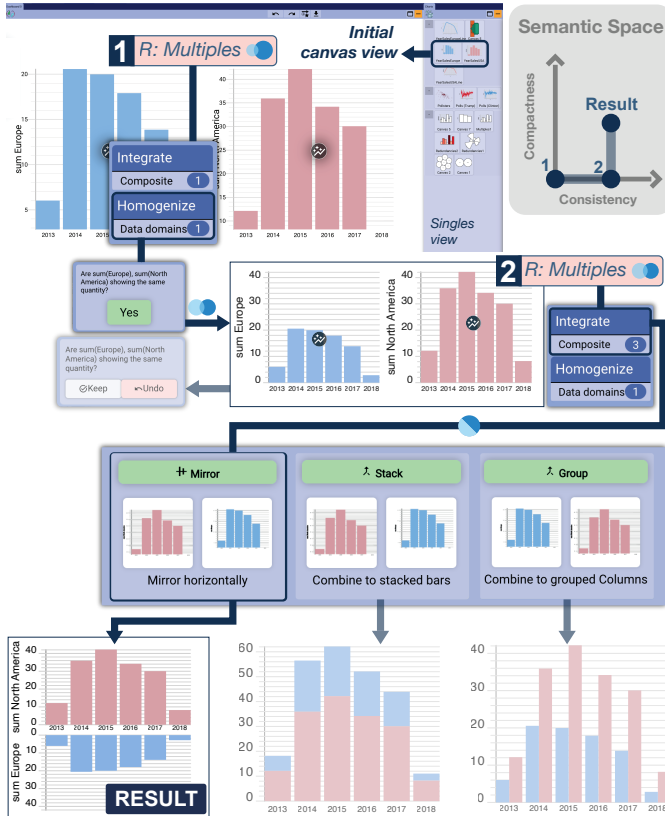 Initial
canvas view
1 R: Multiples
Semantic Space
Compactness
Result
1
2
Consistency
sum Europe
20
5
2013 2014
sum North America
40
35
30
25
20
15
10
2013 2014 2015 2016 2017 2018
Integrate
Composite 1
Homogenize
Data domains 1
Singles
view
Are sum(Europe), sum(North
America) showing the same
quantity?
Yes
Are sum(Europe), sum(North
America) showing the same
quantity?
Keep Undo
sum Europe
40
30
20
10
0
2013 2014 2015 2016 2017 2018
sum North America
40
30
20
10
0
2013 2014 2015 2016 2017 2018
2 R: Multiples
Integrate
Composite 3
Homogenize
Data domains 1
Mirror
Stack
Group
Mirror horizontally
Combine to stacked bars
Combine to grouped Columns
sum North America
40
30
20
10
0
2013 2014 2015 2016 2017 2018
sum Europe
0
10
20
30
40
RESULT
60
50
40
30
20
10
0
2013 2014 2015 2016 2017 2018
40
30
20
10
0
2013 2014 2015 2016 2017 2018